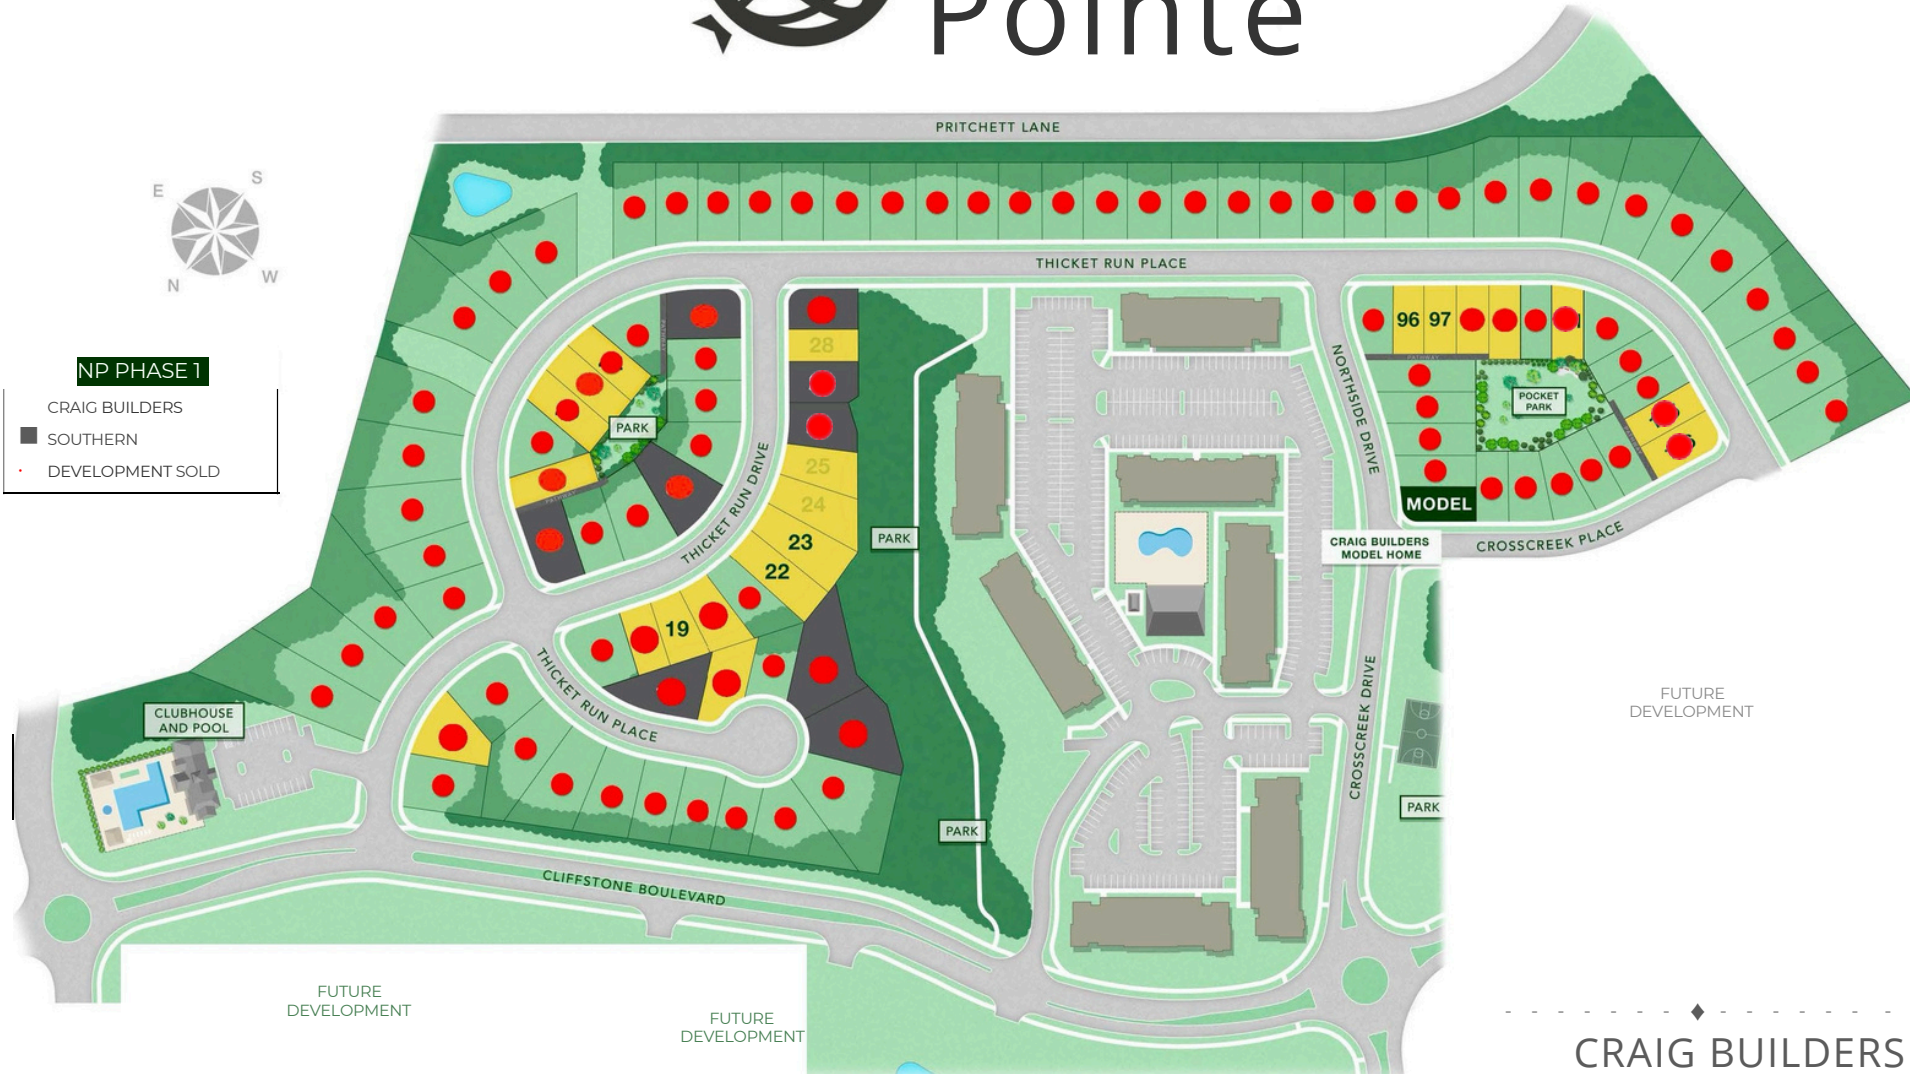 Pointe
PRITCHETT LANE
E
S
N
W
THICKET RUN PLACE
NP PHASE 1
CRAIG BUILDERS
SOUTHERN
DEVELOPMENT SOLD
PATHWAY
28
96
97
NORTHSIDE DRIVE
PATHWAY
POCKET
PARK
PARK
PATHWAY
25
24
23
22
THICKET RUN DRIVE
PARK
MODEL
CRAIG BUILDERS
MODEL HOME
CROSSCREEK PLACE
19
THICKET RUN PLACE
CLUBHOUSE
AND POOL
CROSSCREEK DRIVE
FUTURE
DEVELOPMENT
PARK
PARK
CLIFFSTONE BOULEVARD
FUTURE
DEVELOPMENT
FUTURE
DEVELOPMENT
CRAIG BUILDERS